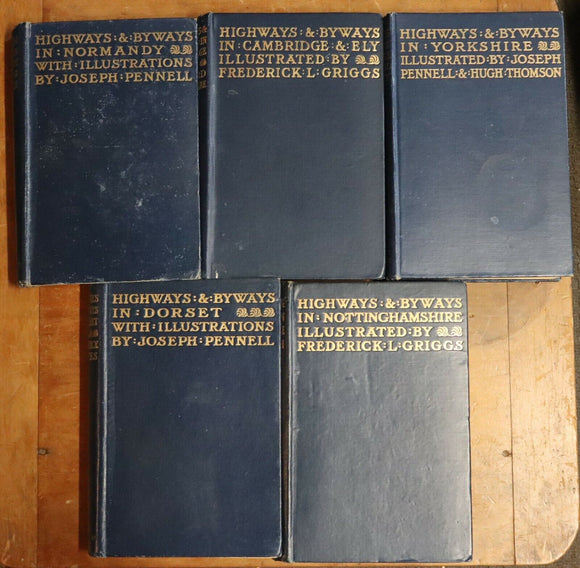 HIGHWAYS : & : BYWAYS
IN : NORMANDY
WITH : ILLUSTRATIONS
BY : JOSEPH : PENNELL
HIGHWAYS : & : BYWAYS
IN : CAMBRIDGE & ELY
ILLUSTRATED : BY
FREDERICK L GRIGGS
HIGHWAYS : & : BYWAYS
IN : YORKSHIRE
ILLUSTRATED : BY : JOSEPH
PENNELL & HUGH THOMSON
HIGHWAYS : & : BYWAYS
IN : DORSET
WITH : ILLUSTRATIONS
BY : JOSEPH : PENNELL
HIGHWAYS : & : BYWAYS
IN : NOTTINGHAMSHIRE
ILLUSTRATED : BY
FREDERICK : L : GRIGGS